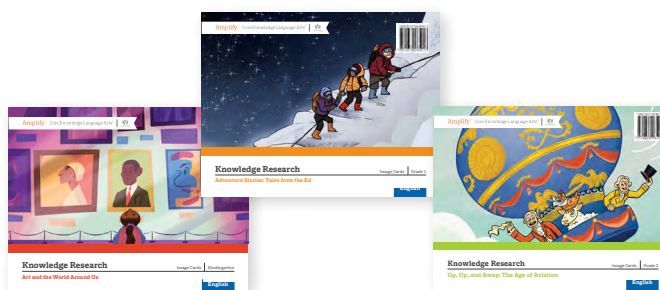 Amplify Core Knowledge Language Arts
Knowledge Research
Image Cards | Grade 1
Adventure Stories: Tales from the Ed
English
Amplify Core Knowledge Language Arts
Knowledge Research
Image Cards | Kindergarten
Art and the World Around Us
English
Amplify Core Knowledge Language Arts
Knowledge Research
Image Cards | Grade 2
Up, Up, and Away: The Age of Aviation
English